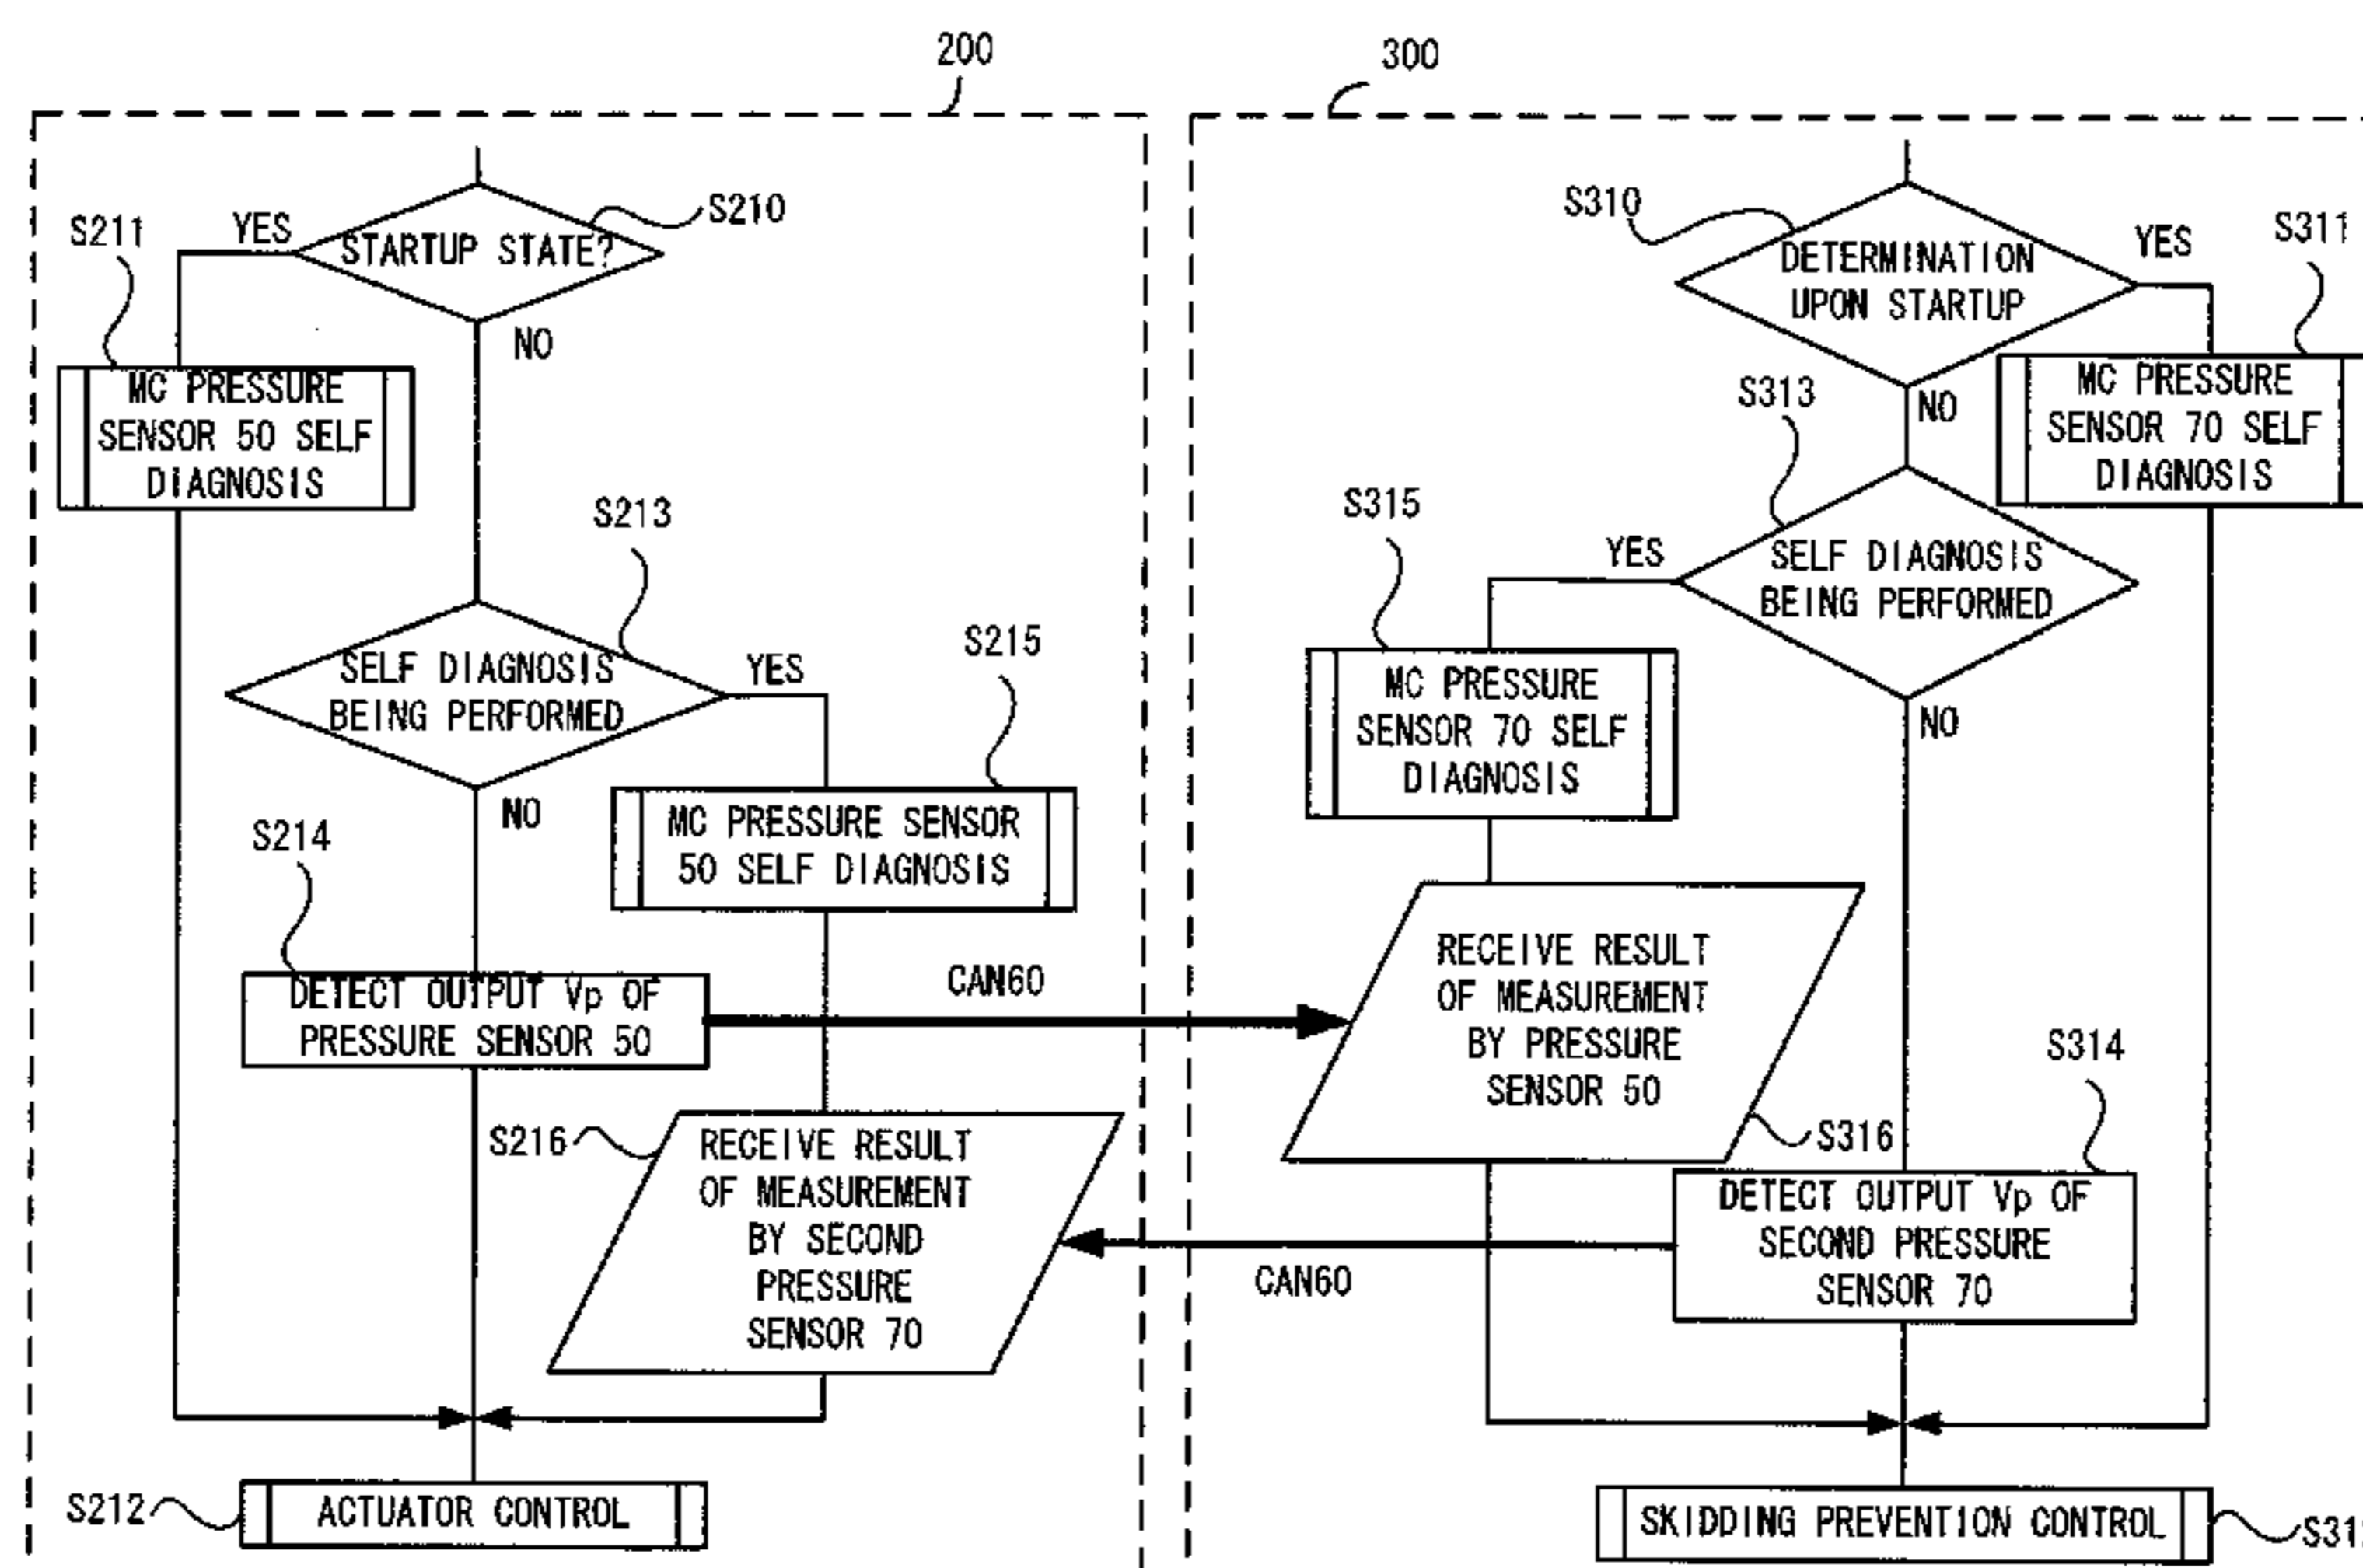 200
300
S210
S211
YES
STARTUP STATE?
NO
MC PRESSURE
SENSOR 50 SELF
DIAGNOSIS
S213
SELF DIAGNOSIS
BEING PERFORMED
YES
S215
NO
MC PRESSURE SENSOR
50 SELF DIAGNOSIS
S214
DETECT OUTPUT Vp OF
PRESSURE SENSOR 50
CAN60
S216
RECEIVE RESULT
OF MEASUREMENT
BY SECOND
PRESSURE
SENSOR 70
S212
ACTUATOR CONTROL
S310
DETERMINATION
UPON STARTUP
YES
S311
NO
MC PRESSURE
SENSOR 70 SELF
DIAGNOSIS
S313
SELF DIAGNOSIS
BEING PERFORMED
YES
S315
NO
MC PRESSURE
SENSOR 70 SELF
DIAGNOSIS
RECEIVE RESULT
OF MEASUREMENT
BY PRESSURE
SENSOR 50
S316
S314
DETECT OUTPUT Vp OF
SECOND PRESSURE
SENSOR 70
CAN60
SKIDDING PREVENTION CONTROL